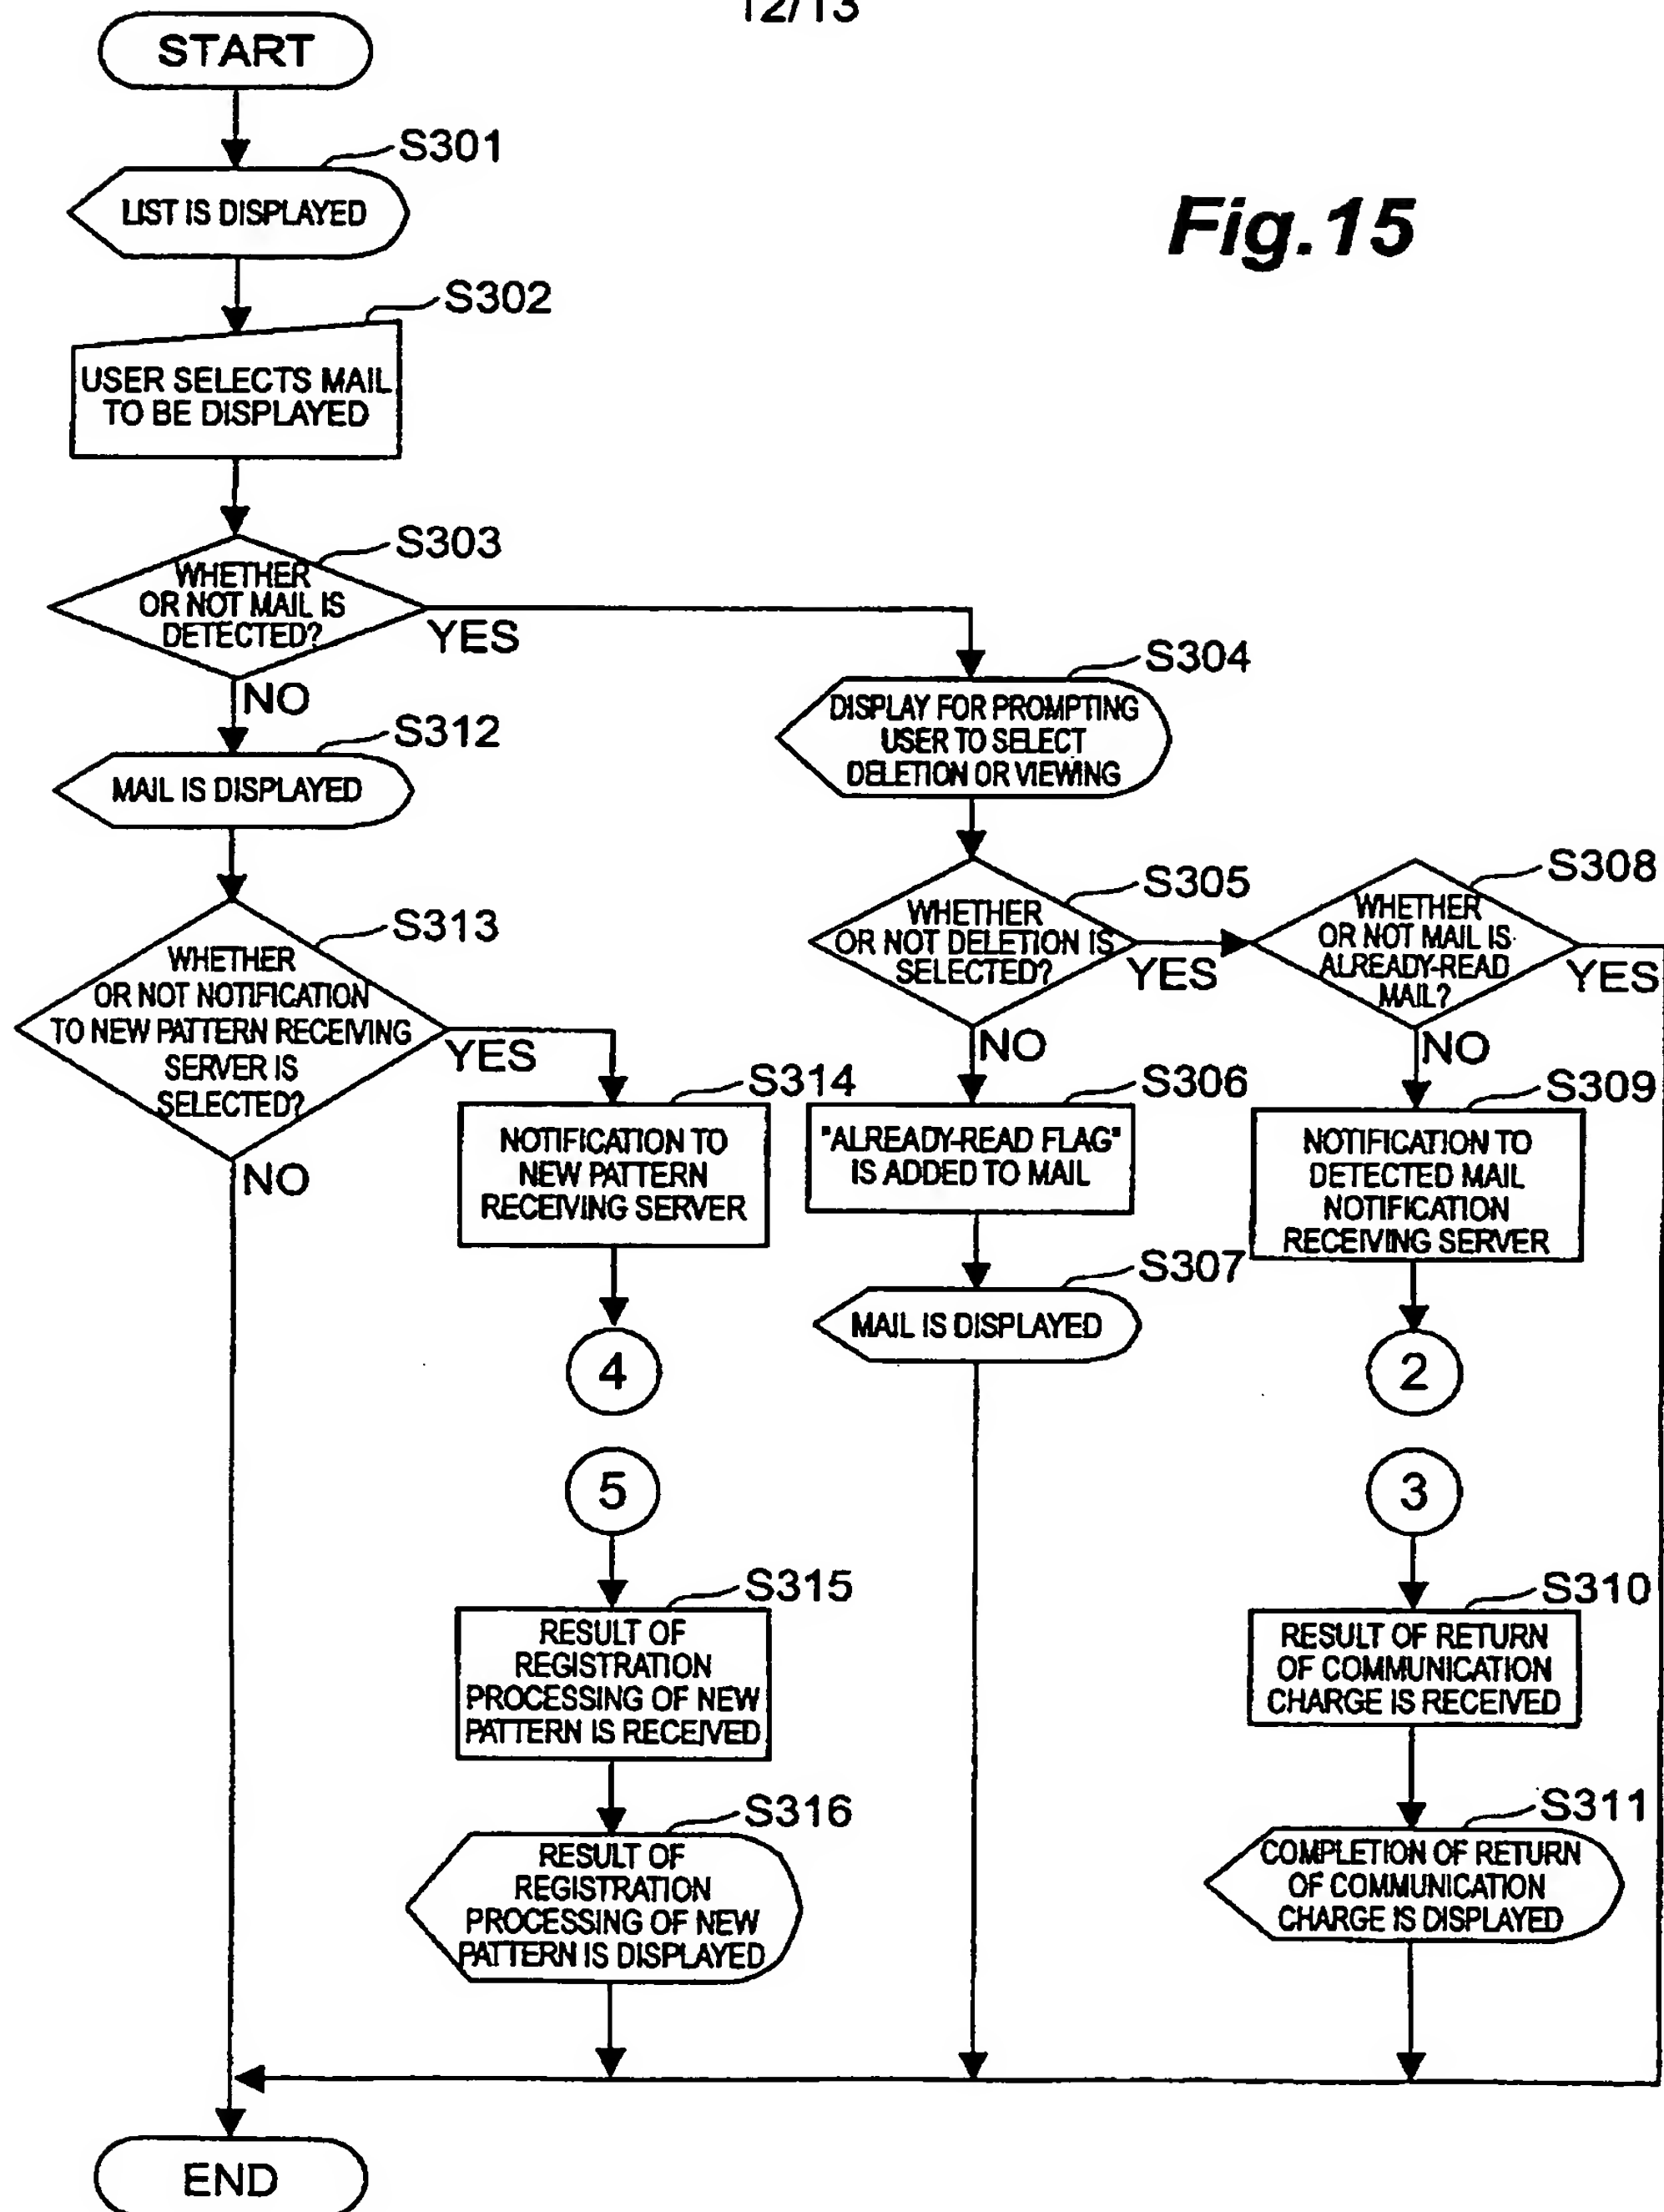 12/13
START
S301
LIST IS DISPLAYED
Fig.15
S302
USER SELECTS MAIL
TO BE DISPLAYED
S303
WHETHER
OR NOT MAIL IS
DETECTED?
YES
NO
S304
DISPLAY FOR PROMPTING
USER TO SELECT
DELETION OR VIEWING
S312
MAIL IS DISPLAYED
S305
WHETHER
OR NOT DELETION IS
SELECTED?
YES
NO
S308
WHETHER
OR NOT MAIL IS
ALREADY-READ
MAIL?
YES
NO
S313
WHETHER
OR NOT NOTIFICATION
TO NEW PATTERN RECEIVING
SERVER IS
SELECTED?
YES
NO
S314
NOTIFICATION TO
NEW PATTERN
RECEIVING SERVER
S306
"ALREADY-READ FLAG"
IS ADDED TO MAIL
S309
NOTIFICATION TO
DETECTED MAIL
NOTIFICATION
RECEIVING SERVER
S307
MAIL IS DISPLAYED
4
2
5
3
S315
RESULT OF
REGISTRATION
PROCESSING OF NEW
PATTERN IS RECEIVED
S310
RESULT OF RETURN
OF COMMUNICATION
CHARGE IS RECEIVED
S316
RESULT OF
REGISTRATION
PROCESSING OF NEW
PATTERN IS DISPLAYED
S311
COMPLETION OF RETURN
OF COMMUNICATION
CHARGE IS DISPLAYED
END